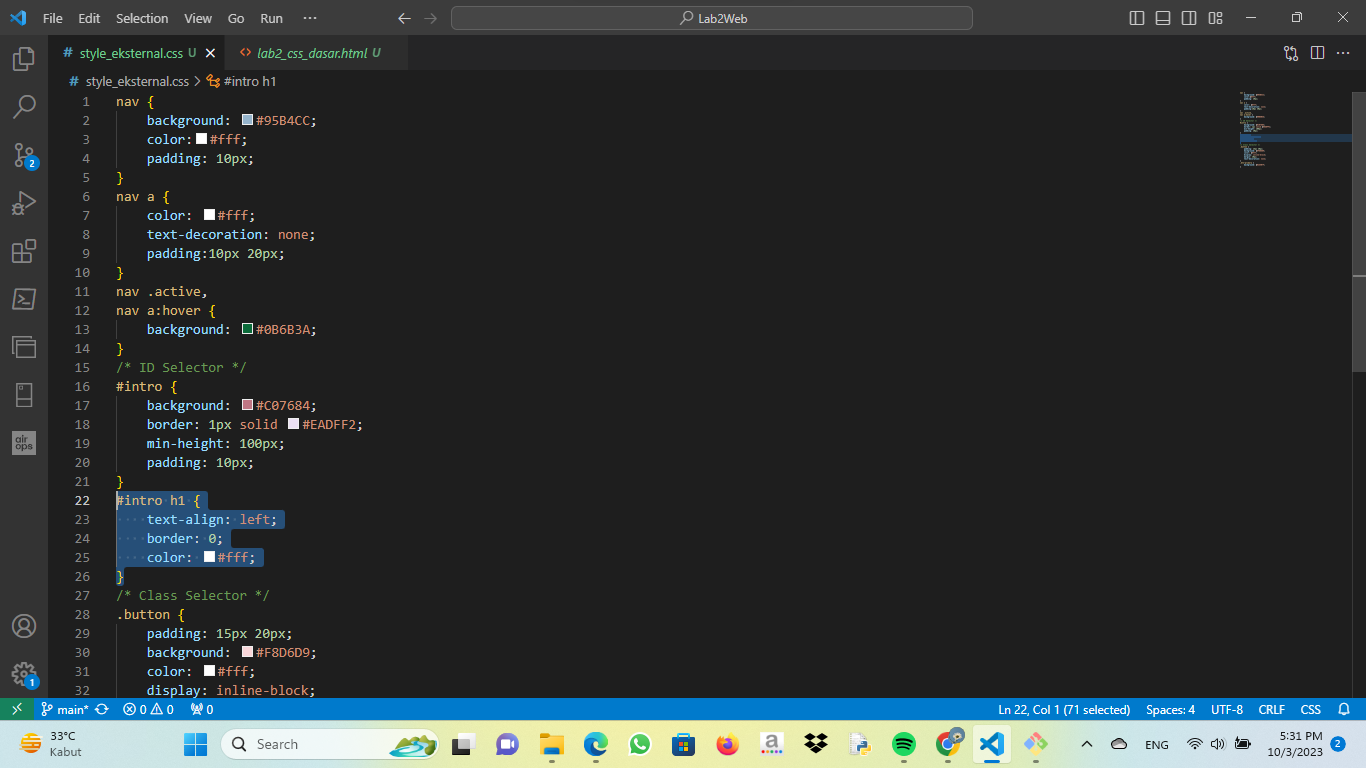 File Edit Selection View Go Run ··· Lab2Web
# style_eksternal.css U × <> lab2_css_dasar.html U
# style_eksternal.css > #intro h1
1 nav {
2     background: #95B4CC;
3     color: #fff;
4     padding: 10px;
5 }
6 nav a {
7     color: #fff;
8     text-decoration: none;
9     padding:10px 20px;
10 }
11 nav .active,
12 nav a:hover {
13     background: #0B6B3A;
14 }
15 /* ID Selector */
16 #intro {
17     background: #C07684;
18     border: 1px solid #EADFF2;
19     min-height: 100px;
20     padding: 10px;
21 }
22 #intro h1 {
23     text-align: left;
24     border: 0;
25     color: #fff;
26 }
27 /* Class Selector */
28 .button {
29     padding: 15px 20px;
30     background: #F8D6D9;
31     color: #fff;
32     display: inline-block;
2
air
ops
1
main* 0 0 0 Ln 22, Col 1 (71 selected) Spaces: 4 UTF-8 CRLF CSS
33°C
Kabut
Search
a
ENG
5:31 PM
10/3/2023
2